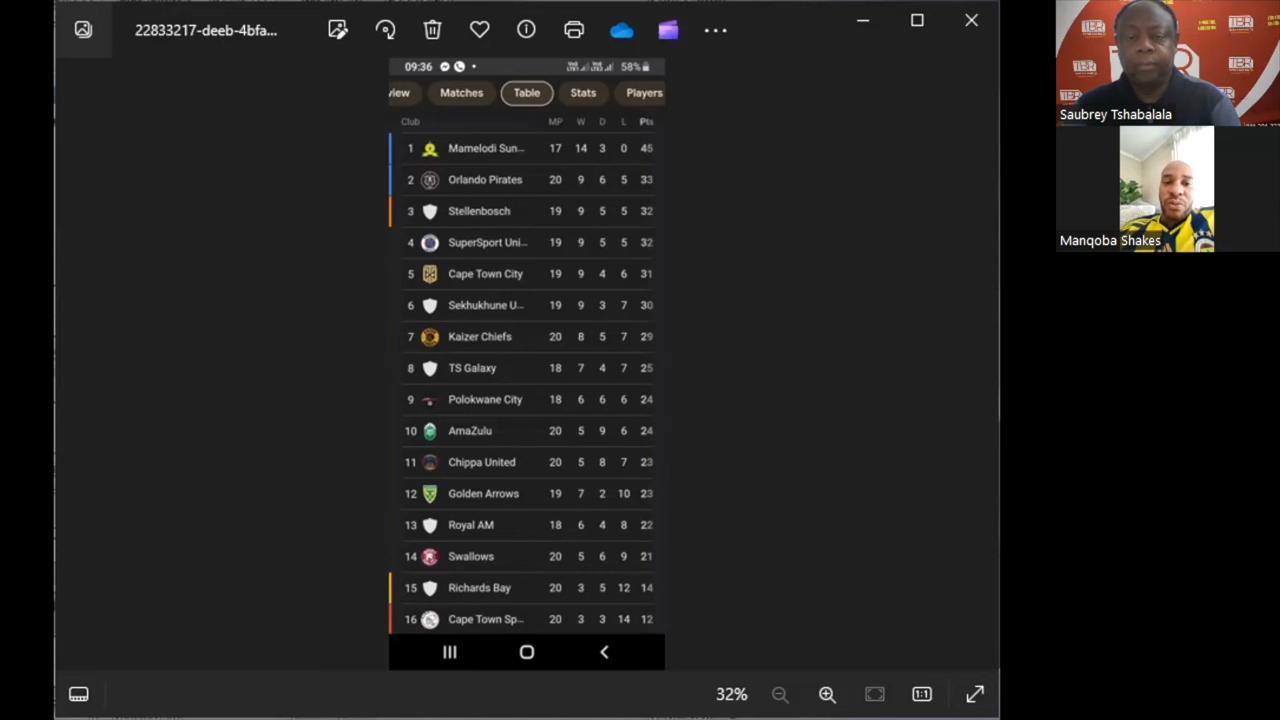 22833217-deeb-4bfa...
09:36 58%
view Matches Table Stats Players
Club MP W D L Pts
1 Mamelodi Sun... 17 14 3 0 45
2 Orlando Pirates 20 9 6 5 33
3 Stellenbosch 19 9 5 5 32
4 SuperSport Uni... 19 9 5 5 32
5 Cape Town City 19 9 4 6 31
6 Sekhukhune U... 19 9 3 7 30
7 Kaizer Chiefs 20 8 5 7 29
8 TS Galaxy 18 7 4 7 25
9 Polokwane City 18 6 6 6 24
10 AmaZulu 20 5 9 6 24
11 Chippa United 20 5 8 7 23
12 Golden Arrows 19 7 2 10 23
13 Royal AM 18 6 4 8 22
14 Swallows 20 5 6 9 21
15 Richards Bay 20 3 5 12 14
16 Cape Town Sp... 20 3 3 14 12
32% 1:1
TBR
TBR
TBR
TBR
Saubrey Tshabalala
Manqoba Shakes